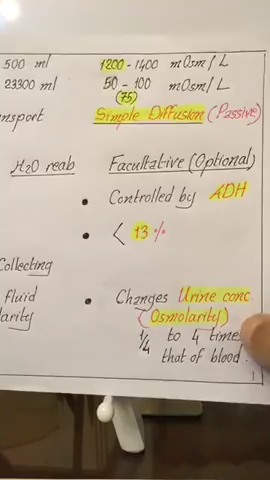 500 ml 1200 - 1400 mOsm/L
23300 ml 50 - 100 mOsm/L
(75)
nsport Simple Diffusion (Passive)
H2O reab Facultative (Optional)
• Controlled by ADH
• < 13 %
Collecting
fluid • Changes Urine conc
larity (Osmolarity)
1/4 to 4 time
that of blood.